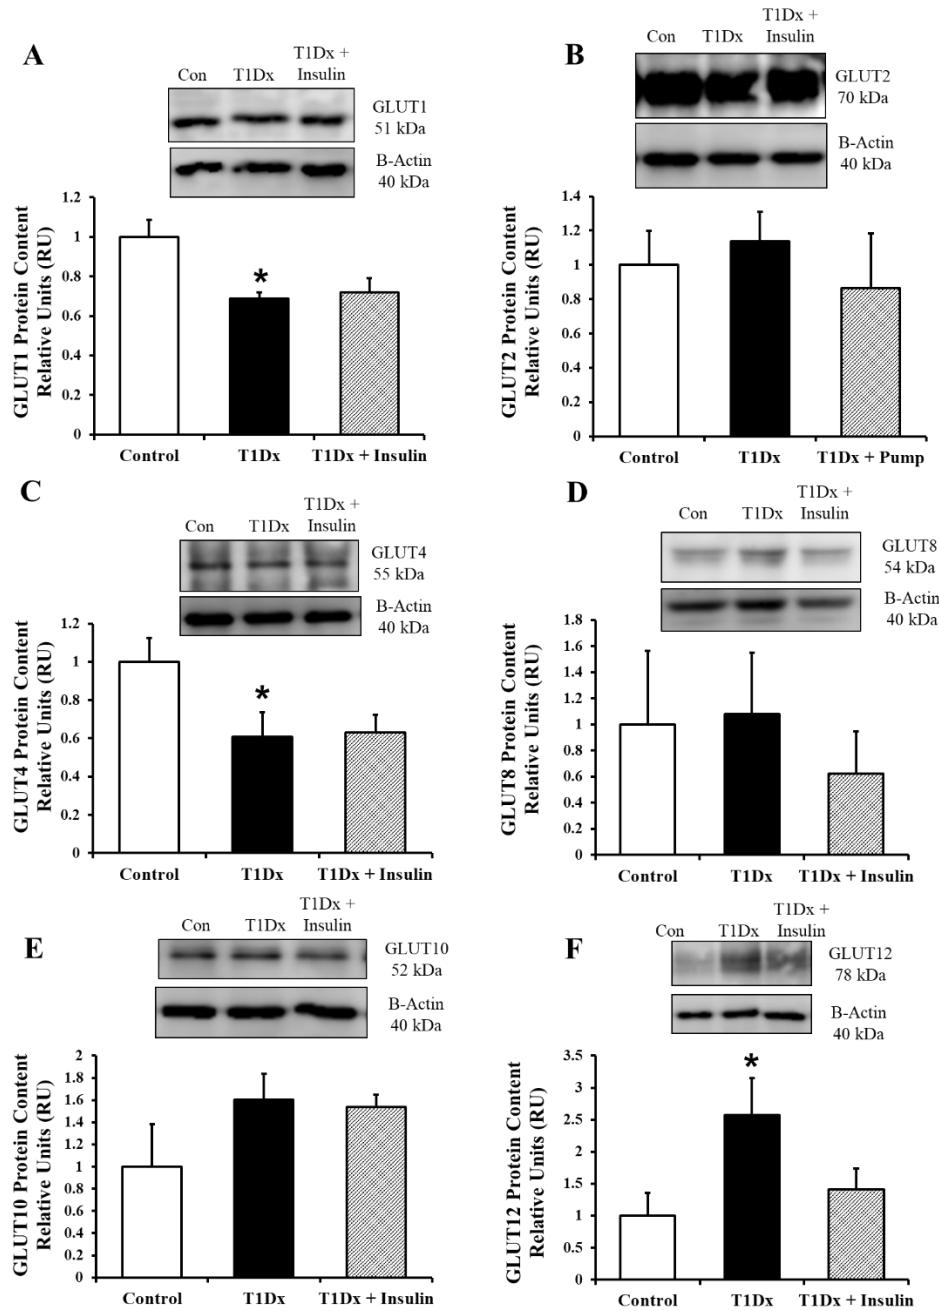 A
Con
T1Dx
T1Dx +
Insulin
GLUT1
51 kDa
B-Actin
40 kDa
GLUT1 Protein Content
Relative Units (RU)
1.2
1
0.8
0.6
0.4
0.2
0
*
Control
T1Dx
T1Dx + Insulin
B
Con
T1Dx
T1Dx +
Insulin
GLUT2
70 kDa
B-Actin
40 kDa
GLUT2 Protein Content
Relative Units (RU)
1.4
1.2
1
0.8
0.6
0.4
0.2
0
Control
T1Dx
T1Dx + Pump
C
Con
T1Dx
T1Dx +
Insulin
GLUT4
55 kDa
B-Actin
40 kDa
GLUT4 Protein Content
Relative Units (RU)
1.2
1
0.8
0.6
0.4
0.2
0
*
Control
T1Dx
T1Dx + Insulin
D
Con
T1Dx
T1Dx +
Insulin
GLUT8
54 kDa
B-Actin
40 kDa
GLUT8 Protein Content
Relative Units (RU)
1.8
1.6
1.4
1.2
1
0.8
0.6
0.4
0.2
0
Control
T1Dx
T1Dx + Insulin
E
Con
T1Dx
T1Dx +
Insulin
GLUT10
52 kDa
B-Actin
40 kDa
GLUT10 Protein Content
Relative Units (RU)
2
1.8
1.6
1.4
1.2
1
0.8
0.6
0.4
0.2
0
Control
T1Dx
T1Dx + Insulin
F
Con
T1Dx
T1Dx +
Insulin
GLUT12
78 kDa
B-Actin
40 kDa
GLUT12 Protein Content
Relative Units (RU)
3.5
3
2.5
2
1.5
1
0.5
0
*
Control
T1Dx
T1Dx + Insulin